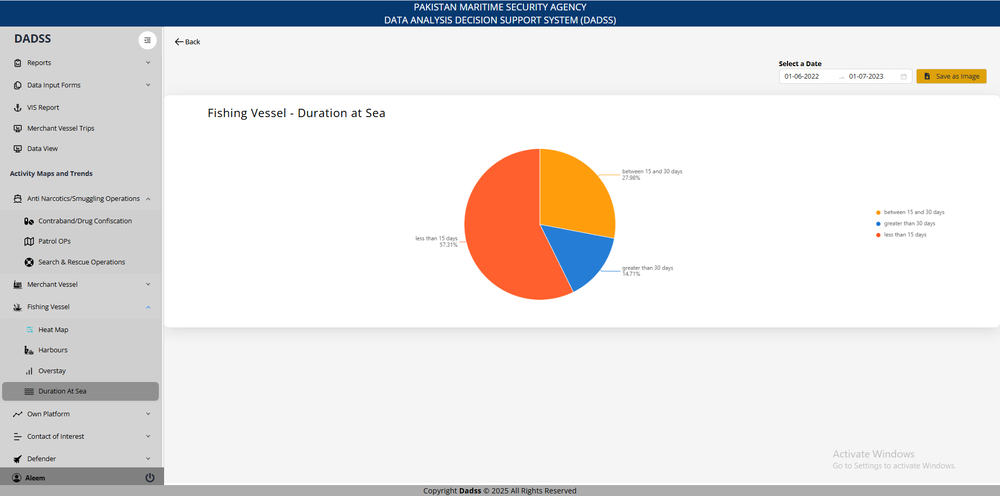 PAKISTAN MARITIME SECURITY AGENCY
DATA ANALYSIS DECISION SUPPORT SYSTEM (DADSS)
DADSS
Reports
Data Input Forms
VIS Report
Merchant Vessel Trips
Data View
Activity Maps and Trends
Anti Narcotics/Smuggling Operations
Contraband/Drug Confiscation
Patrol OPs
Search & Rescue Operations
Merchant Vessel
Fishing Vessel
Heat Map
Harbours
Overstay
Duration At Sea
Own Platform
Contact of Interest
Defender
Aleem
Back
Select a Date
01-06-2022
01-07-2023
Save as Image
Fishing Vessel - Duration at Sea
between 15 and 30 days
27.98%
less than 15 days
57.31%
greater than 30 days
14.71%
between 15 and 30 days
greater than 30 days
less than 15 days
Activate Windows
Go to Settings to activate Windows.
Copyright Dadss © 2025 All Rights Reserved